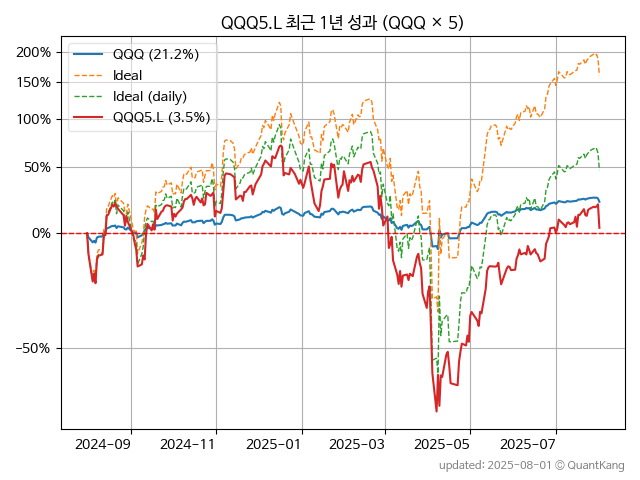 QQQ5.L 최근 1년 성과 (QQQ × 5)
QQQ (21.2%)
Ideal
Ideal (daily)
QQQ5.L (3.5%)
200%
150%
100%
50%
0%
−50%
2024-09 2024-11 2025-01 2025-03 2025-05 2025-07
updated: 2025-08-01 © QuantKang